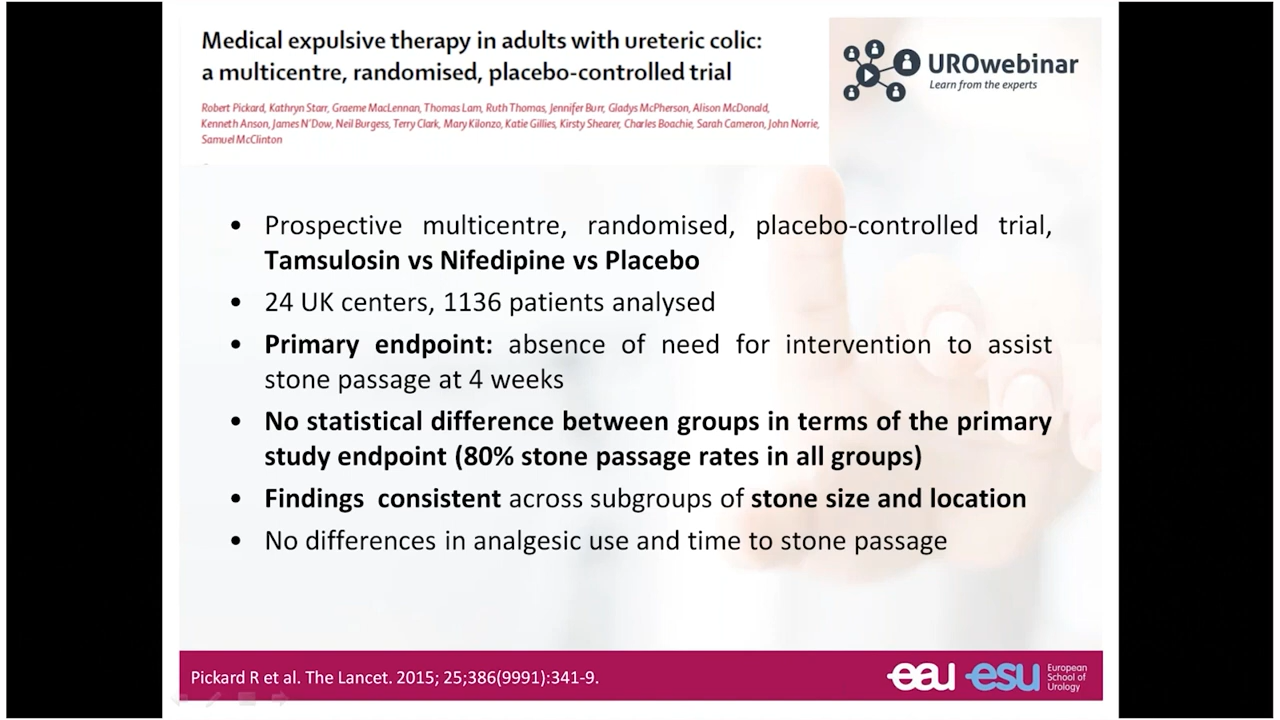 Medical expulsive therapy in adults with ureteric colic:
a multicentre, randomised, placebo-controlled trial
Robert Pickard, Kathryn Starr, Graeme MacLennan, Thomas Lam, Ruth Thomas, Jennifer Burr, Gladys McPherson, Alison McDonald,
Kenneth Anson, James N'Dow, Neil Burgess, Terry Clark, Mary Kilonzo, Katie Gillies, Kirsty Shearer, Charles Boachie, Sarah Cameron, John Norrie,
Samuel McClinton
UROwebinar
Learn from the experts
• Prospective multicentre, randomised, placebo-controlled trial,
Tamsulosin vs Nifedipine vs Placebo
• 24 UK centers, 1136 patients analysed
• Primary endpoint: absence of need for intervention to assist
stone passage at 4 weeks
• No statistical difference between groups in terms of the primary
study endpoint (80% stone passage rates in all groups)
• Findings consistent across subgroups of stone size and location
• No differences in analgesic use and time to stone passage
Pickard R et al. The Lancet. 2015; 25;386(9991):341-9.
eau esu
European
School of
Urology